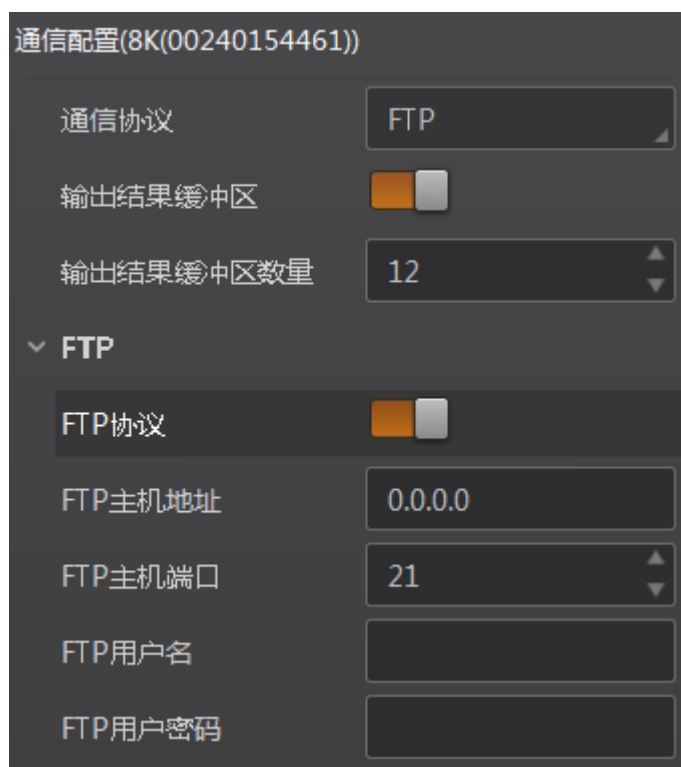 通信配置(8K(00240154461))
通信协议 FTP
输出结果缓冲区
输出结果缓冲区数量 12
FTP
FTP协议
FTP主机地址 0.0.0.0
FTP主机端口 21
FTP用户名
FTP用户密码